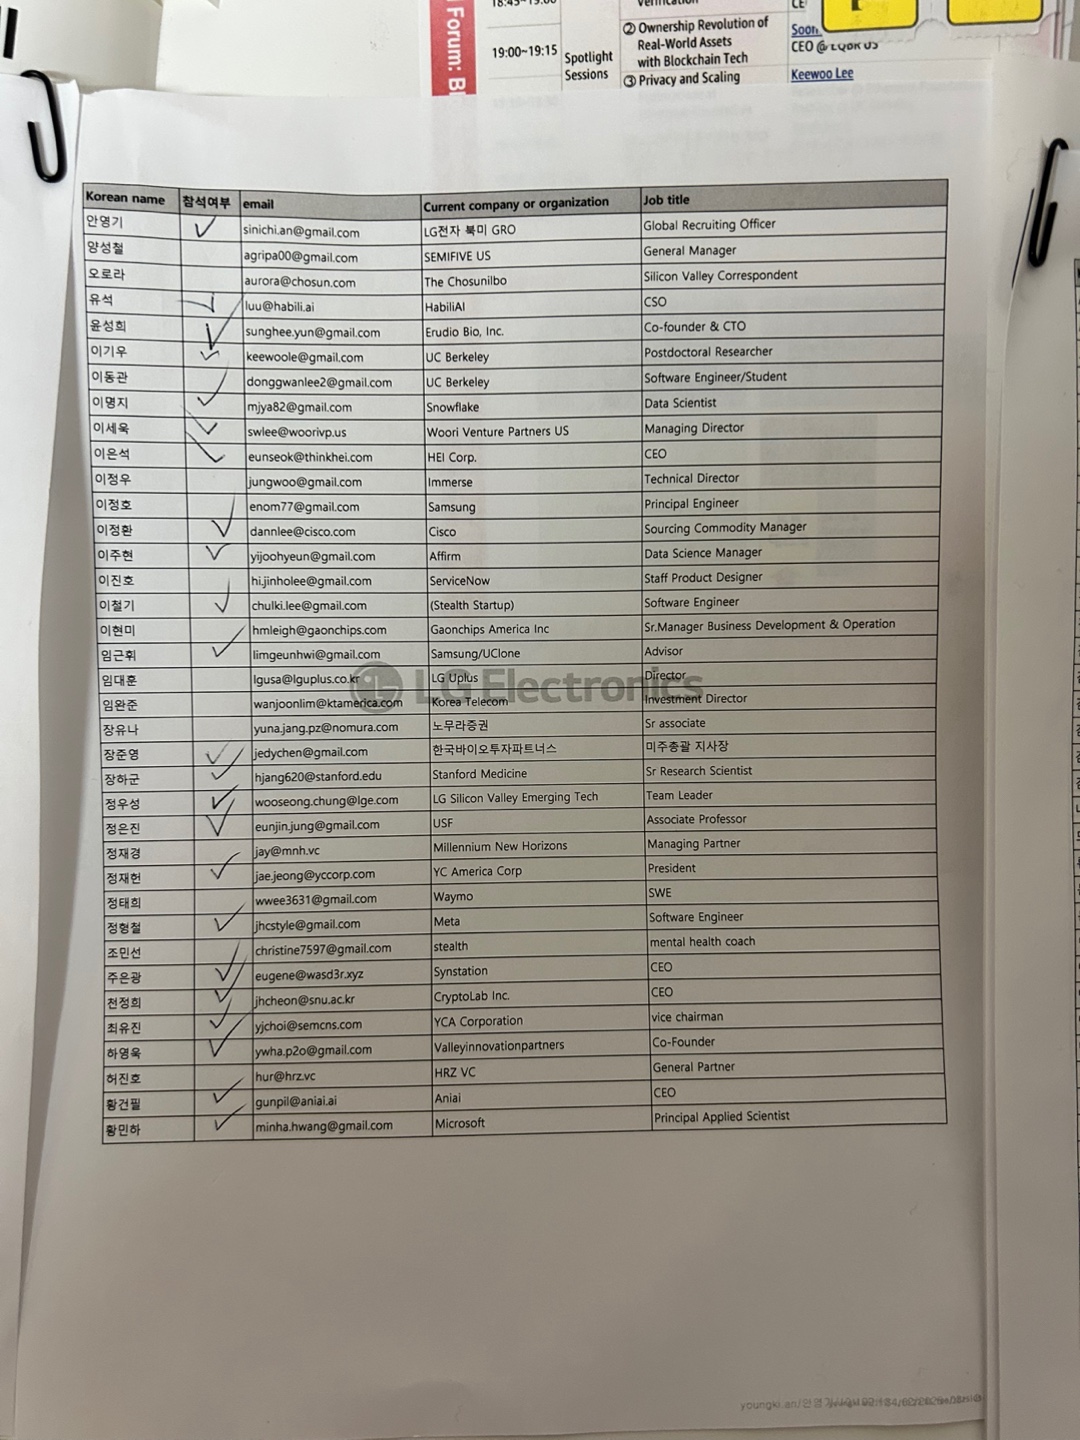 Forum: B
19:00~19:15
Spotlight
Sessions
② Ownership Revolution of
Real-World Assets
with Blockchain Tech
③ Privacy and Scaling
CEO @ EQBR US
Keewoo Lee
Korean name 참석여부 email Current company or organization Job title
안영기 sinichi.an@gmail.com LG전자 북미 GRO Global Recruiting Officer
양성철 agripa00@gmail.com SEMIFIVE US General Manager
오로라 aurora@chosun.com The Chosunilbo Silicon Valley Correspondent
유석 luu@habili.ai HabiliAI CSO
윤성희 sunghee.yun@gmail.com Erudio Bio, Inc. Co-founder & CTO
이기우 keewoole@gmail.com UC Berkeley Postdoctoral Researcher
이동관 donggwanlee2@gmail.com UC Berkeley Software Engineer/Student
이명지 mjya82@gmail.com Snowflake Data Scientist
이세욱 swlee@woorivp.us Woori Venture Partners US Managing Director
이은석 eunseok@thinkhei.com HEI Corp. CEO
이정우 jungwoo@gmail.com Immerse Technical Director
이정호 enom77@gmail.com Samsung Principal Engineer
이정환 dannlee@cisco.com Cisco Sourcing Commodity Manager
이주현 yijoohyeun@gmail.com Affirm Data Science Manager
이진호 hi.jinholee@gmail.com ServiceNow Staff Product Designer
이철기 chulki.lee@gmail.com (Stealth Startup) Software Engineer
이현미 hmleigh@gaonchips.com Gaonchips America Inc Sr.Manager Business Development & Operation
임근휘 limgeunhwi@gmail.com Samsung/UClone Advisor
임대훈 lgusa@lguplus.co.kr LG Uplus Director
LG Electronics
임완준 wanjoonlim@ktamerica.com Korea Telecom Investment Director
장유나 yuna.jang.pz@nomura.com 노무라증권 Sr associate
장준영 jedychen@gmail.com 한국바이오투자파트너스 미주총괄 지사장
장하군 hjang620@stanford.edu Stanford Medicine Sr Research Scientist
정우성 wooseong.chung@lge.com LG Silicon Valley Emerging Tech Team Leader
정은진 eunjin.jung@gmail.com USF Associate Professor
정재경 jay@mnh.vc Millennium New Horizons Managing Partner
정재헌 jae.jeong@yccorp.com YC America Corp President
정태희 wwee3631@gmail.com Waymo SWE
정형철 jhcstyle@gmail.com Meta Software Engineer
조민선 christine7597@gmail.com stealth mental health coach
주은광 eugene@wasd3r.xyz Synstation CEO
천정희 jhcheon@snu.ac.kr CryptoLab Inc. CEO
최유진 yjchoi@semcns.com YCA Corporation vice chairman
하영욱 ywha.p2o@gmail.com Valleyinnovationpartners Co-Founder
허진호 hur@hrz.vc HRZ VC General Partner
황건필 gunpil@aniai.ai Aniai CEO
황민하 minha.hwang@gmail.com Microsoft Principal Applied Scientist